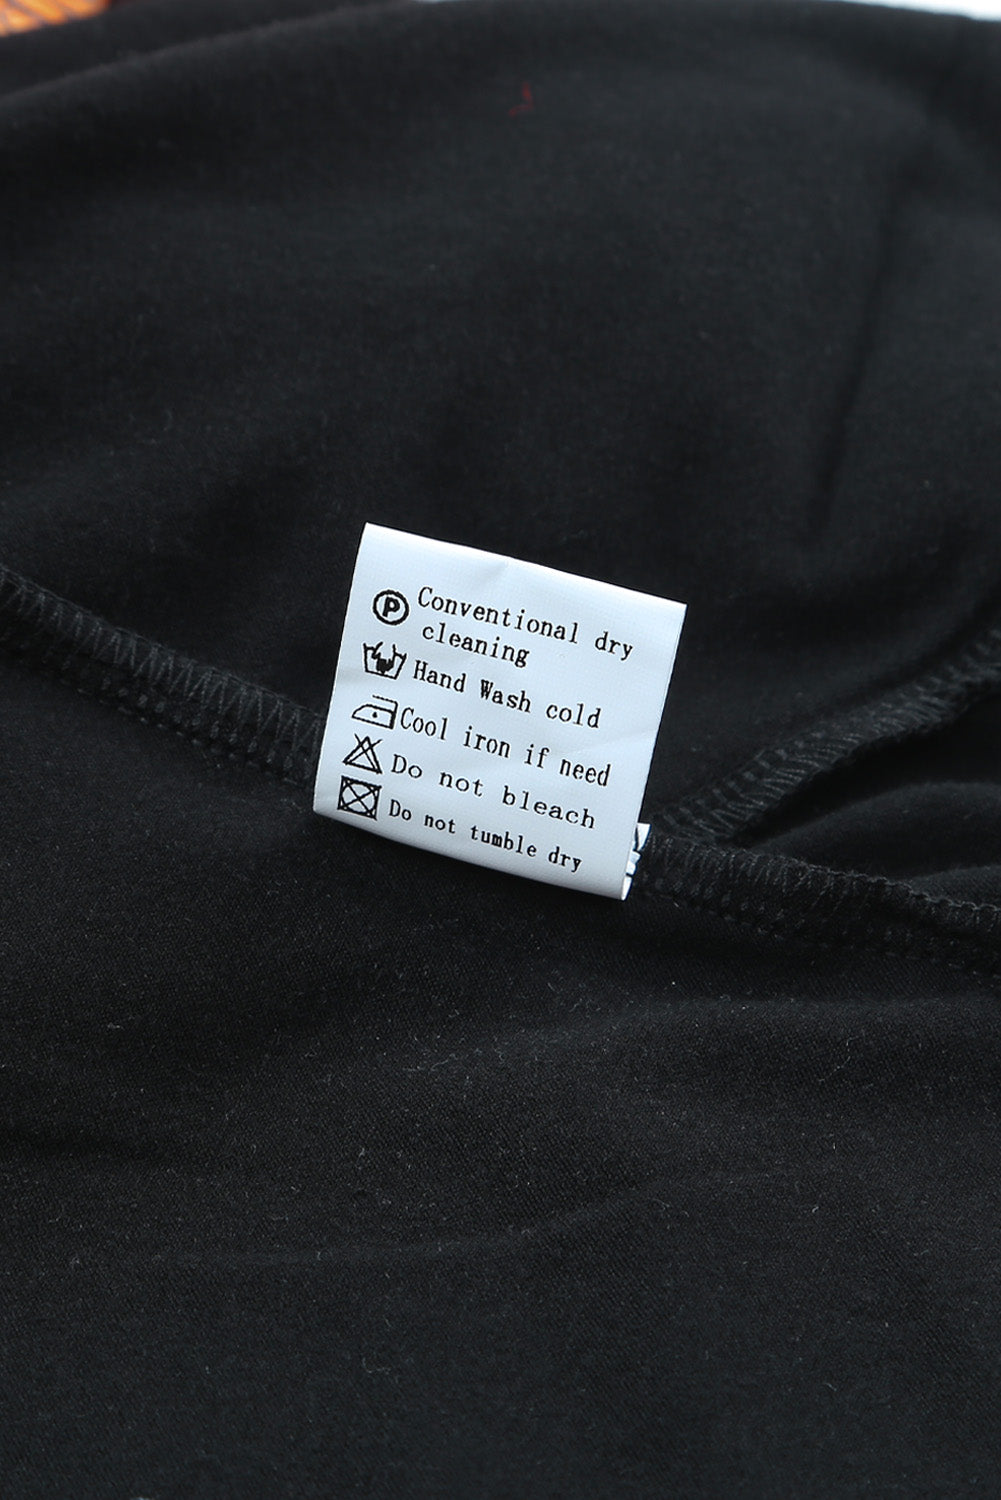 P Conventional dry
cleaning
Hand Wash cold
Cool iron if need
Do not bleach
Do not tumble dry